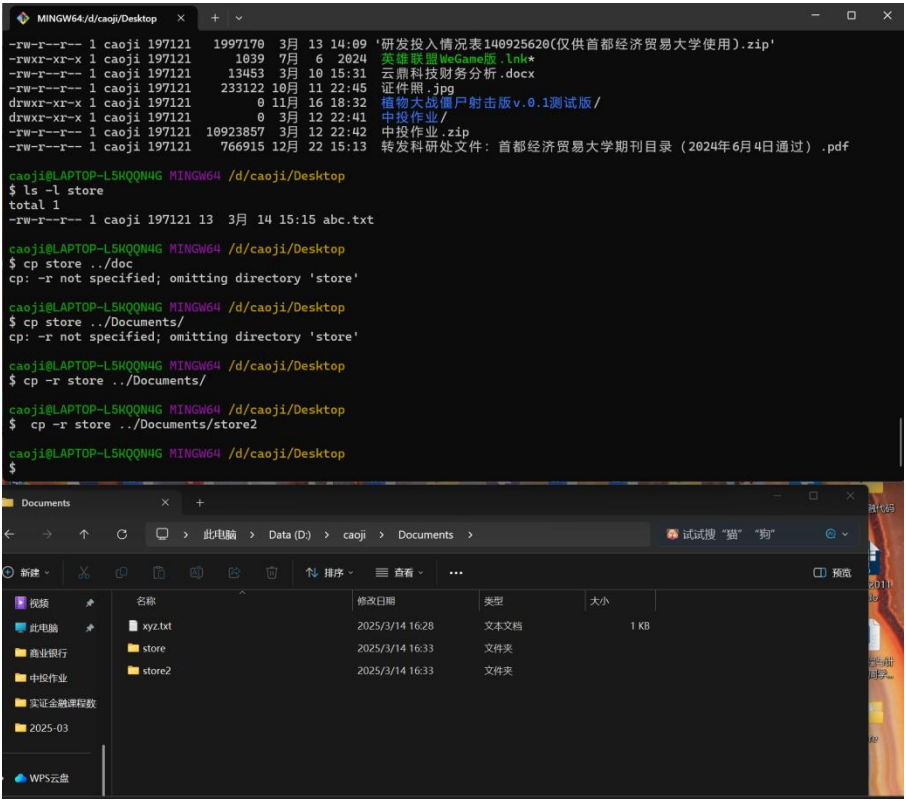 MINGW64:/d/caoji/Desktop
-rw-r--r-- 1 caoji 197121 1997170 3月 13 14:09 '研发投入情况表140925620(仅供首都经济贸易大学使用).zip'
-rwxr-xr-x 1 caoji 197121 1039 7月 6 2024 英雄联盟WeGame版.lnk*
-rw-r--r-- 1 caoji 197121 13453 3月 10 15:31 云鼎科技财务分析.docx
-rw-r--r-- 1 caoji 197121 233122 10月 11 22:45 证件照.jpg
drwxr-xr-x 1 caoji 197121 0 11月 16 18:32 植物大战僵尸射击版v.0.1测试版/
drwxr-xr-x 1 caoji 197121 0 3月 12 22:41 中投作业/
-rw-r--r-- 1 caoji 197121 10923857 3月 12 22:42 中投作业.zip
-rw-r--r-- 1 caoji 197121 766915 12月 22 15:13 转发科研处文件: 首都经济贸易大学期刊目录 (2024年6月4日通过) .pdf
caoji@LAPTOP-L5KQQN4G MINGW64 /d/caoji/Desktop
$ ls -l store
total 1
-rw-r--r-- 1 caoji 197121 13 3月 14 15:15 abc.txt
caoji@LAPTOP-L5KQQN4G MINGW64 /d/caoji/Desktop
$ cp store ../doc
cp: -r not specified; omitting directory 'store'
caoji@LAPTOP-L5KQQN4G MINGW64 /d/caoji/Desktop
$ cp store ../Documents/
cp: -r not specified; omitting directory 'store'
caoji@LAPTOP-L5KQQN4G MINGW64 /d/caoji/Desktop
$ cp -r store ../Documents/
caoji@LAPTOP-L5KQQN4G MINGW64 /d/caoji/Desktop
$ cp -r store ../Documents/store2
caoji@LAPTOP-L5KQQN4G MINGW64 /d/caoji/Desktop
$
Documents
此电脑 > Data (D:) > caoji > Documents >
试试搜 "猫" "狗"
新建 排序 查看 ... 预览
名称 修改日期 类型 大小
xyz.txt 2025/3/14 16:28 文本文档 1 KB
store 2025/3/14 16:33 文件夹
store2 2025/3/14 16:33 文件夹
视频
此电脑
商业银行
中投作业
实证金融课程数
2025-03
WPS云盘